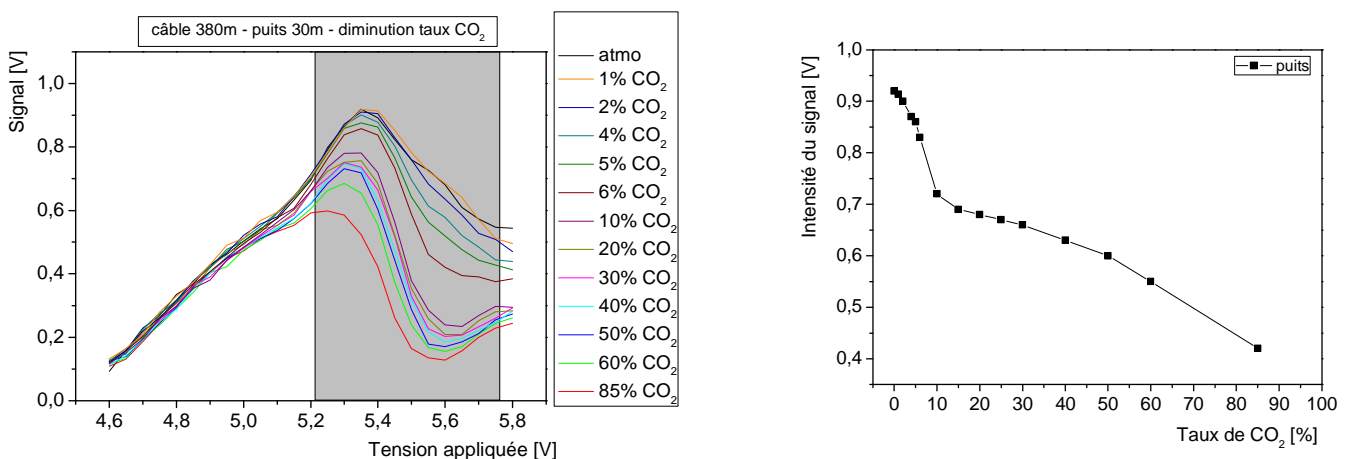 câble 380m - puits 30m - diminution taux CO2
Signal [V]
1,0
0,8
0,6
0,4
0,2
0,0
4,6 4,8 5,0 5,2 5,4 5,6 5,8
Tension appliquée [V]
atmo
1% CO2
2% CO2
4% CO2
5% CO2
6% CO2
10% CO2
20% CO2
30% CO2
40% CO2
50% CO2
60% CO2
85% CO2
Intensité du signal [V]
1,0
0,9
0,8
0,7
0,6
0,5
0,4
puits
0 10 20 30 40 50 60 70 80 90 100
Taux de CO2 [%]